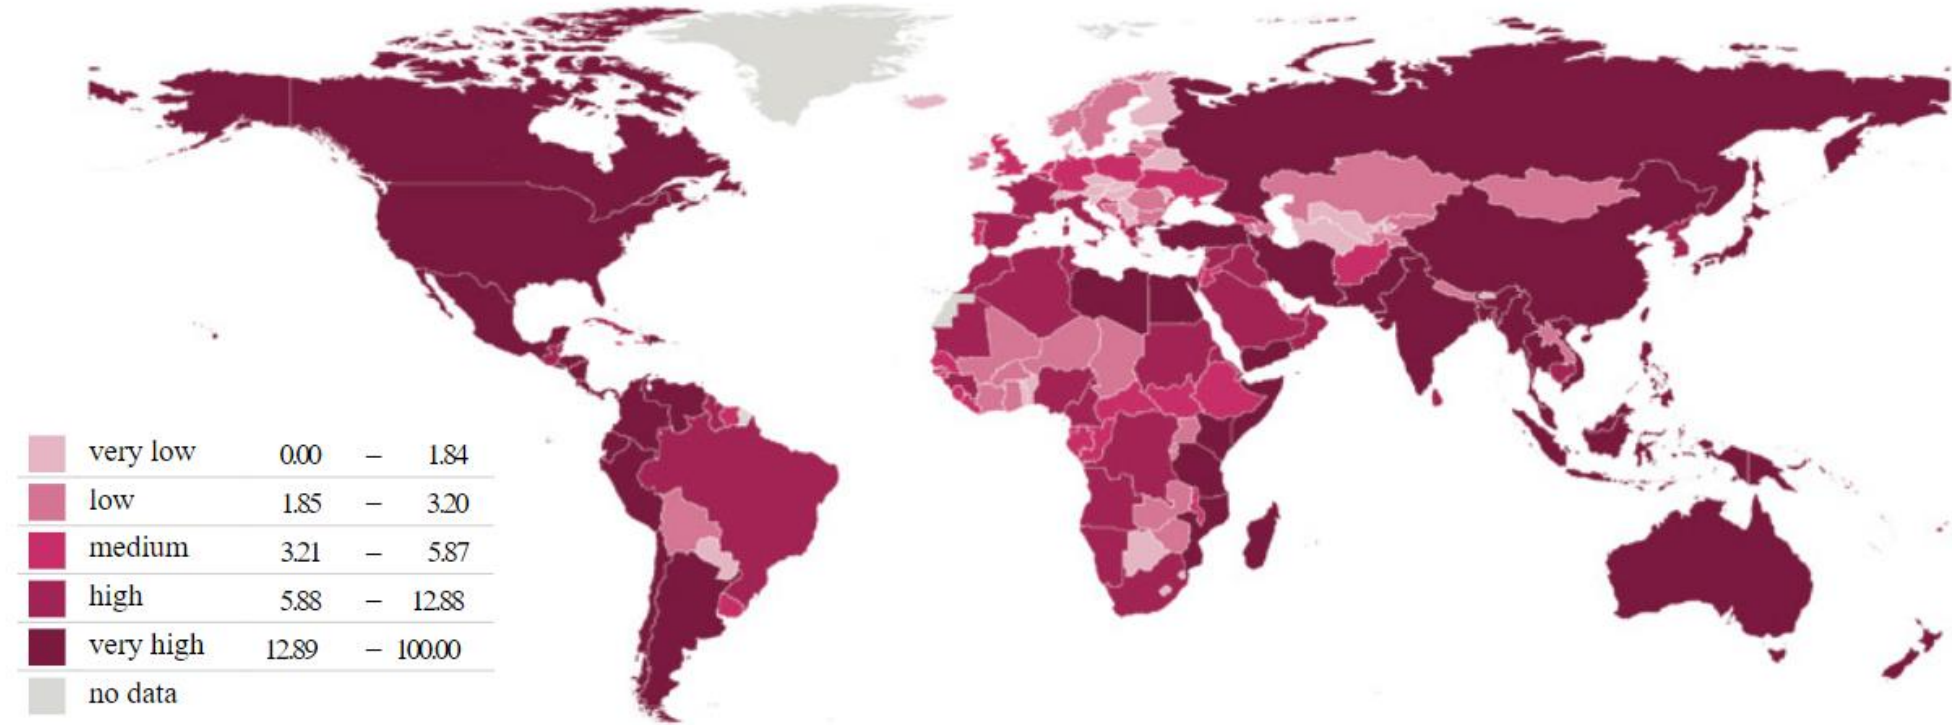 very low 0.00 – 1.84
low 1.85 – 3.20
medium 3.21 – 5.87
high 5.88 – 12.88
very high 12.89 – 100.00
no data